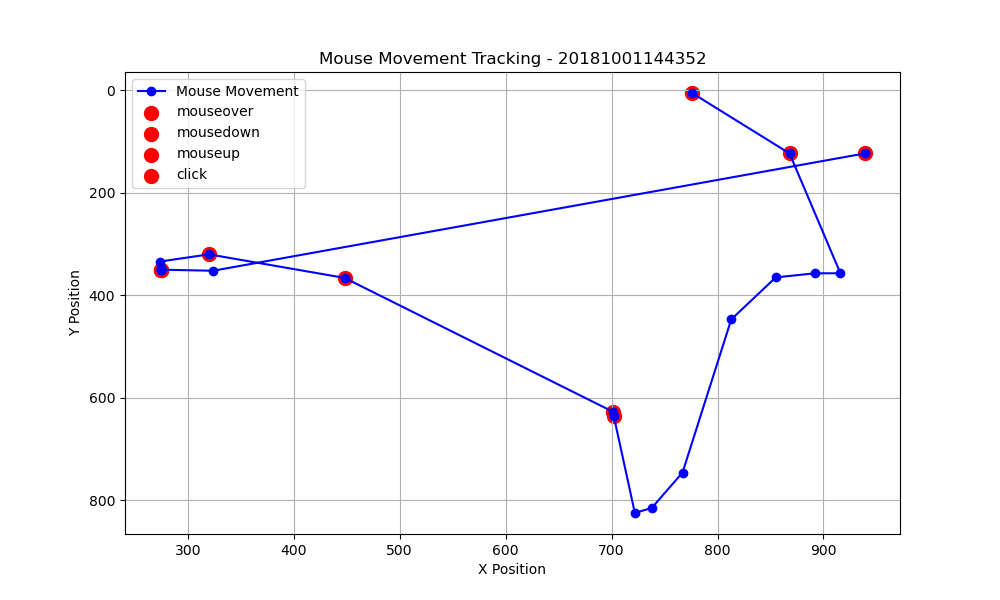 Mouse Movement Tracking - 20181001144352
Mouse Movement
mouseover
mousedown
mouseup
click
0
200
400
600
800
Y Position
300
400
500
600
700
800
900
X Position